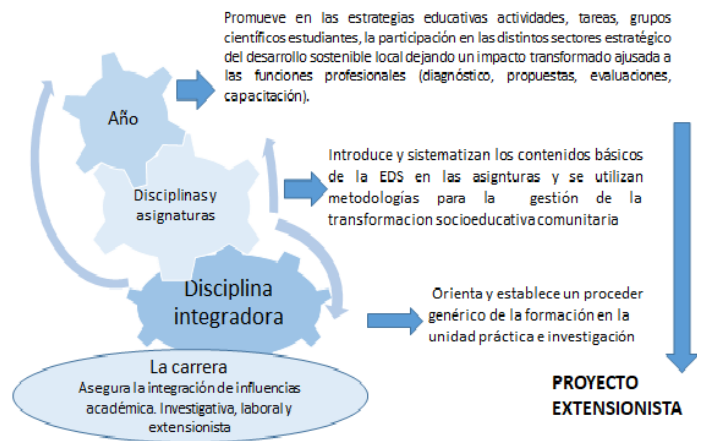 Promueve en las estrategias educativas actividades, tareas, grupos
científicos estudiantes, la participación en las distintos sectores estratégico
del desarrollo sostenible local dejando un impacto transformado ajusada a
las funciones profesionales (diagnóstico, propuestas, evaluaciones,
capacitación).
Año
Introduce y sistematizan los contenidos básicos
de la EDS en las asignturas y se utilizan
metodologías para la gestión de la
transformacion socioeducativa comunitaria
Disciplinas y
asignaturas
Disciplina
integradora
Orienta y establece un proceder
genérico de la formación en la
unidad práctica e investigación
La carrera
Asegura la integración de influencias
académica. Investigativa, laboral y
extensionista
PROYECTO
EXTENSIONISTA